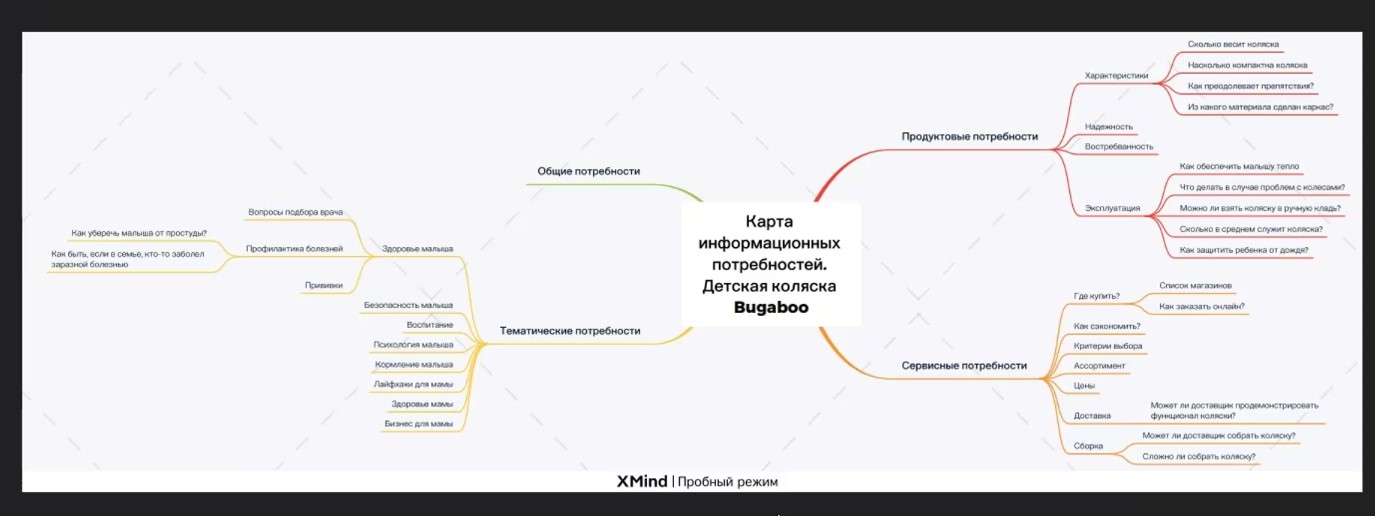 Карта
информационных
потребностей.
Детская коляска
Bugaboo
Продуктовые потребности
Характеристики
Сколько весит коляска
Насколько компактна коляска
Как преодолевает препятствия?
Из какого материала сделан каркас?
Надежность
Востребванность
Эксплуатация
Как обеспечить малышу тепло
Что делать в случае проблем с колесами?
Можно ли взять коляску в ручную кладь?
Сколько в среднем служит коляска?
Как защитить ребенка от дождя?
Сервисные потребности
Где купить?
Список магазинов
Как заказать онлайн?
Как сэкономить?
Критерии выбора
Ассортимент
Цены
Доставка
Может ли доставщик продемонстрировать
функционал коляски?
Сборка
Может ли доставщик собрать коляску?
Сложно ли собрать коляску?
Общие потребности
Тематические потребности
Здоровье малыша
Вопросы подбора врача
Профилактика болезней
Как уберечь малыша от простуды?
Как быть, если в семье, кто-то заболел
заразной болезнью
Прививки
Безопасность малыша
Воспитание
Психология малыша
Кормление малыша
Лайфхаки для мамы
Здоровье мамы
Бизнес для мамы
XMind | Пробный режим